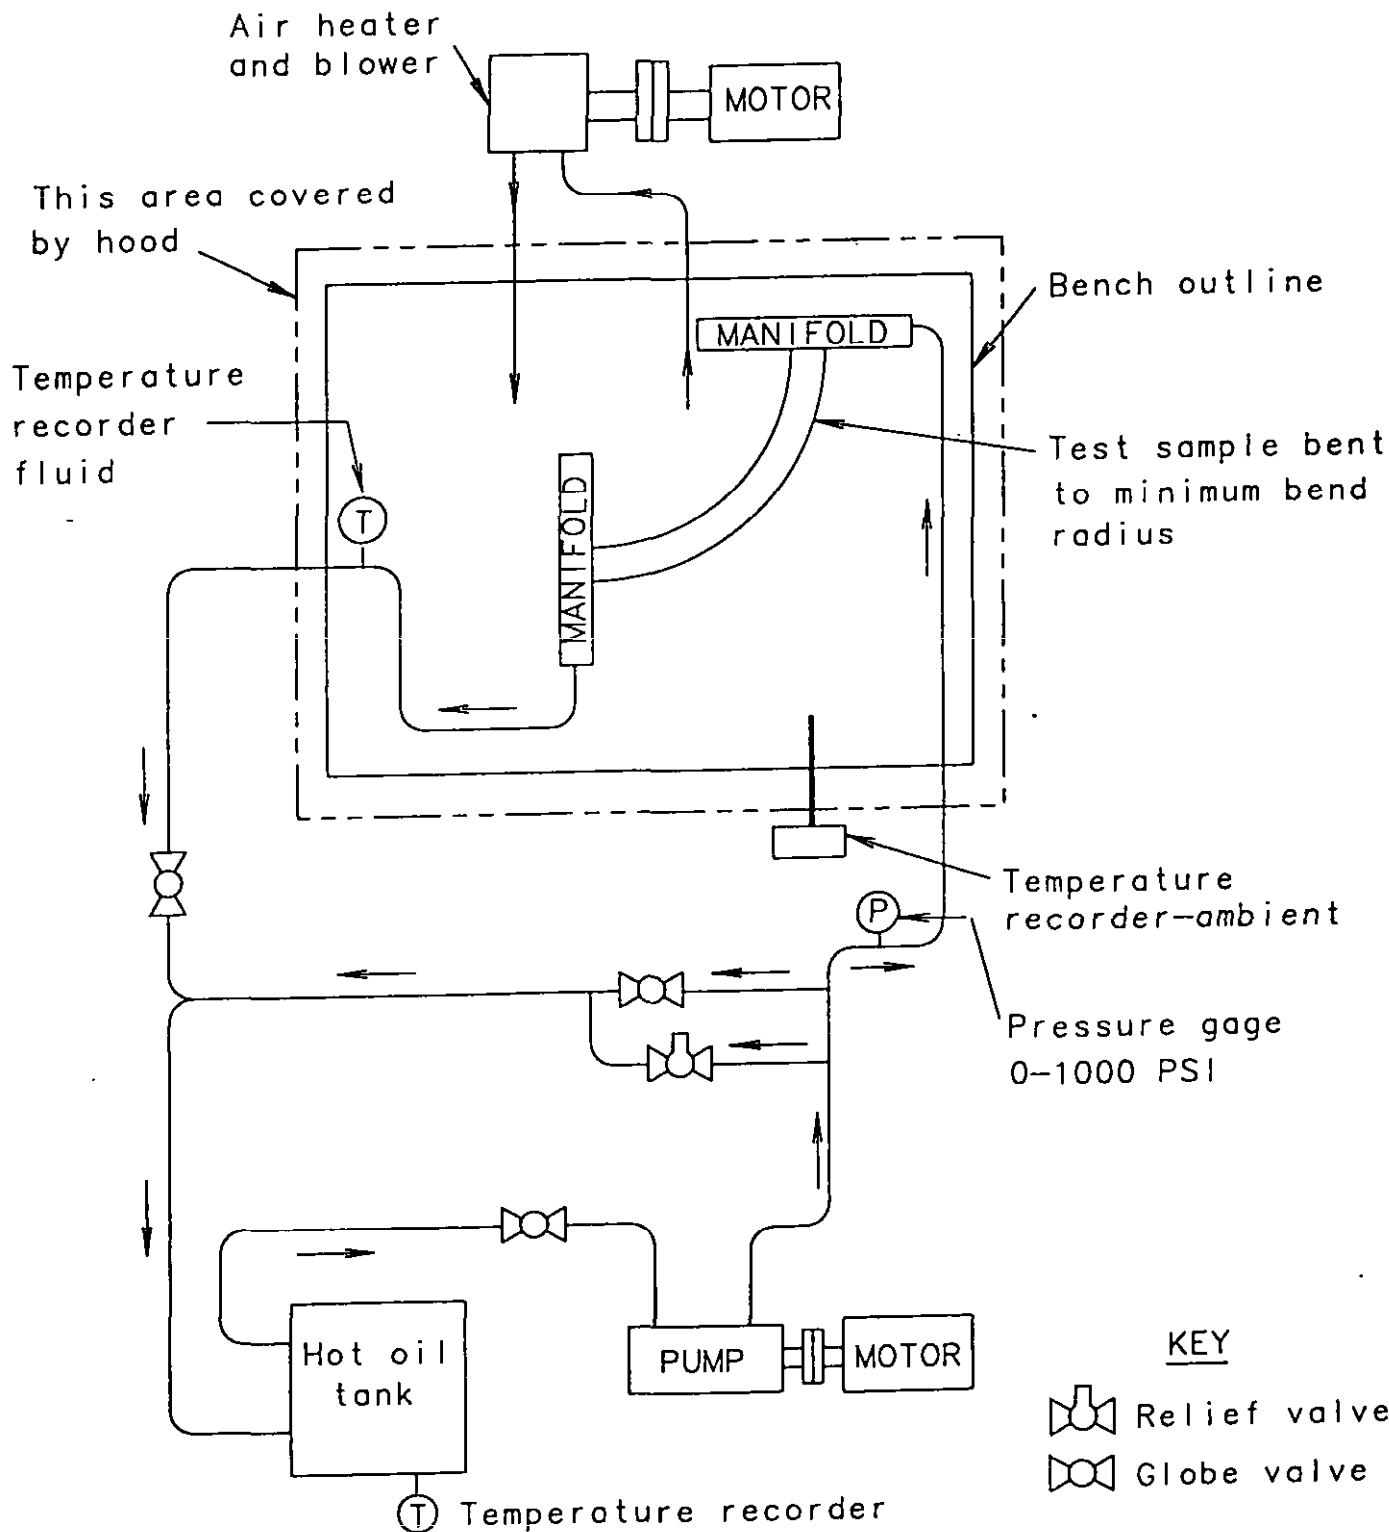 Air heater
and blower
MOTOR
This area covered
by hood
Bench outline
MANIFOLD
Temperature
recorder
fluid
Test sample bent
to minimum bend
radius
MANIFOLD
T
Temperature
recorder-ambient
P
Pressure gage
0-1000 PSI
Hot oil
tank
PUMP
MOTOR
KEY
Relief valve
Globe valve
T Temperature recorder